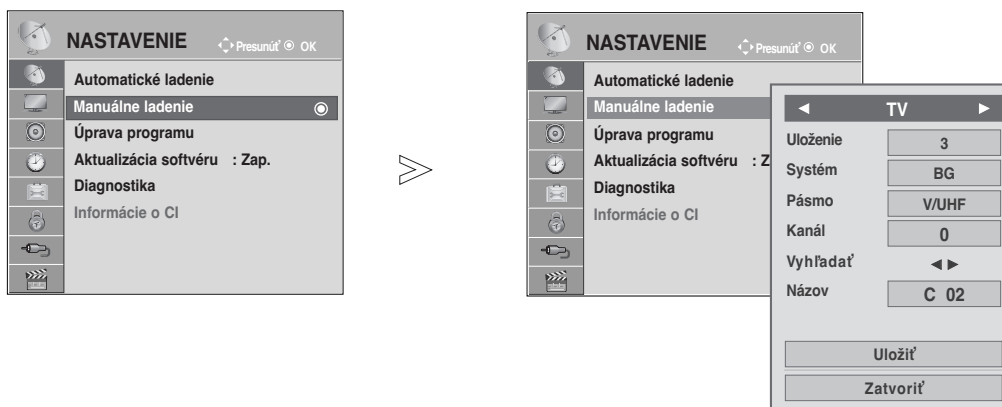 NASTAVENIE Presunúť OK
Automatické ladenie
Manuálne ladenie
Úprava programu
Aktualizácia softvéru : Zap.
Diagnostika
Informácie o CI
NASTAVENIE Presunúť OK
Automatické ladenie
Manuálne ladenie
Úprava programu
Aktualizácia softvéru : Z
Diagnostika
Informácie o CI
TV
Uloženie 3
Systém BG
Pásmo V/UHF
Kanál 0
Vyhľadať
Názov C 02
Uložiť
Zatvoriť